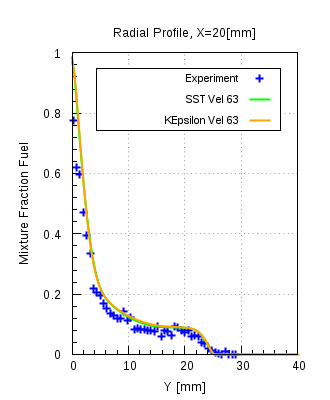 Radial Profile, X=20[mm]
Experiment
SST Vel 63
KEpsilon Vel 63
Mixture Fraction Fuel
1
0.8
0.6
0.4
0.2
0
0 10 20 30 40
Y [mm]